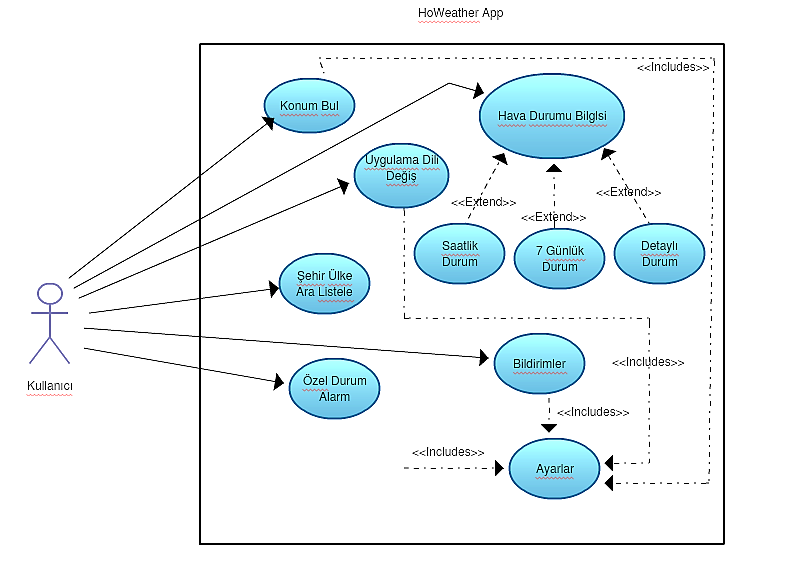 HoWeather App
<<Includes>>
Konum Bul
Hava Durumu Bilgisi
Uygulama Dili
Değiş
<<Extend>>
<<Extend>>
<<Extend>>
Saatlik
Durum
7 Günlük
Durum
Detaylı
Durum
Şehir Ülke
Ara Listele
Kullanıcı
Özel Durum
Alarm
Bildirimler
<<Includes>>
<<Includes>>
<<Includes>>
Ayarlar